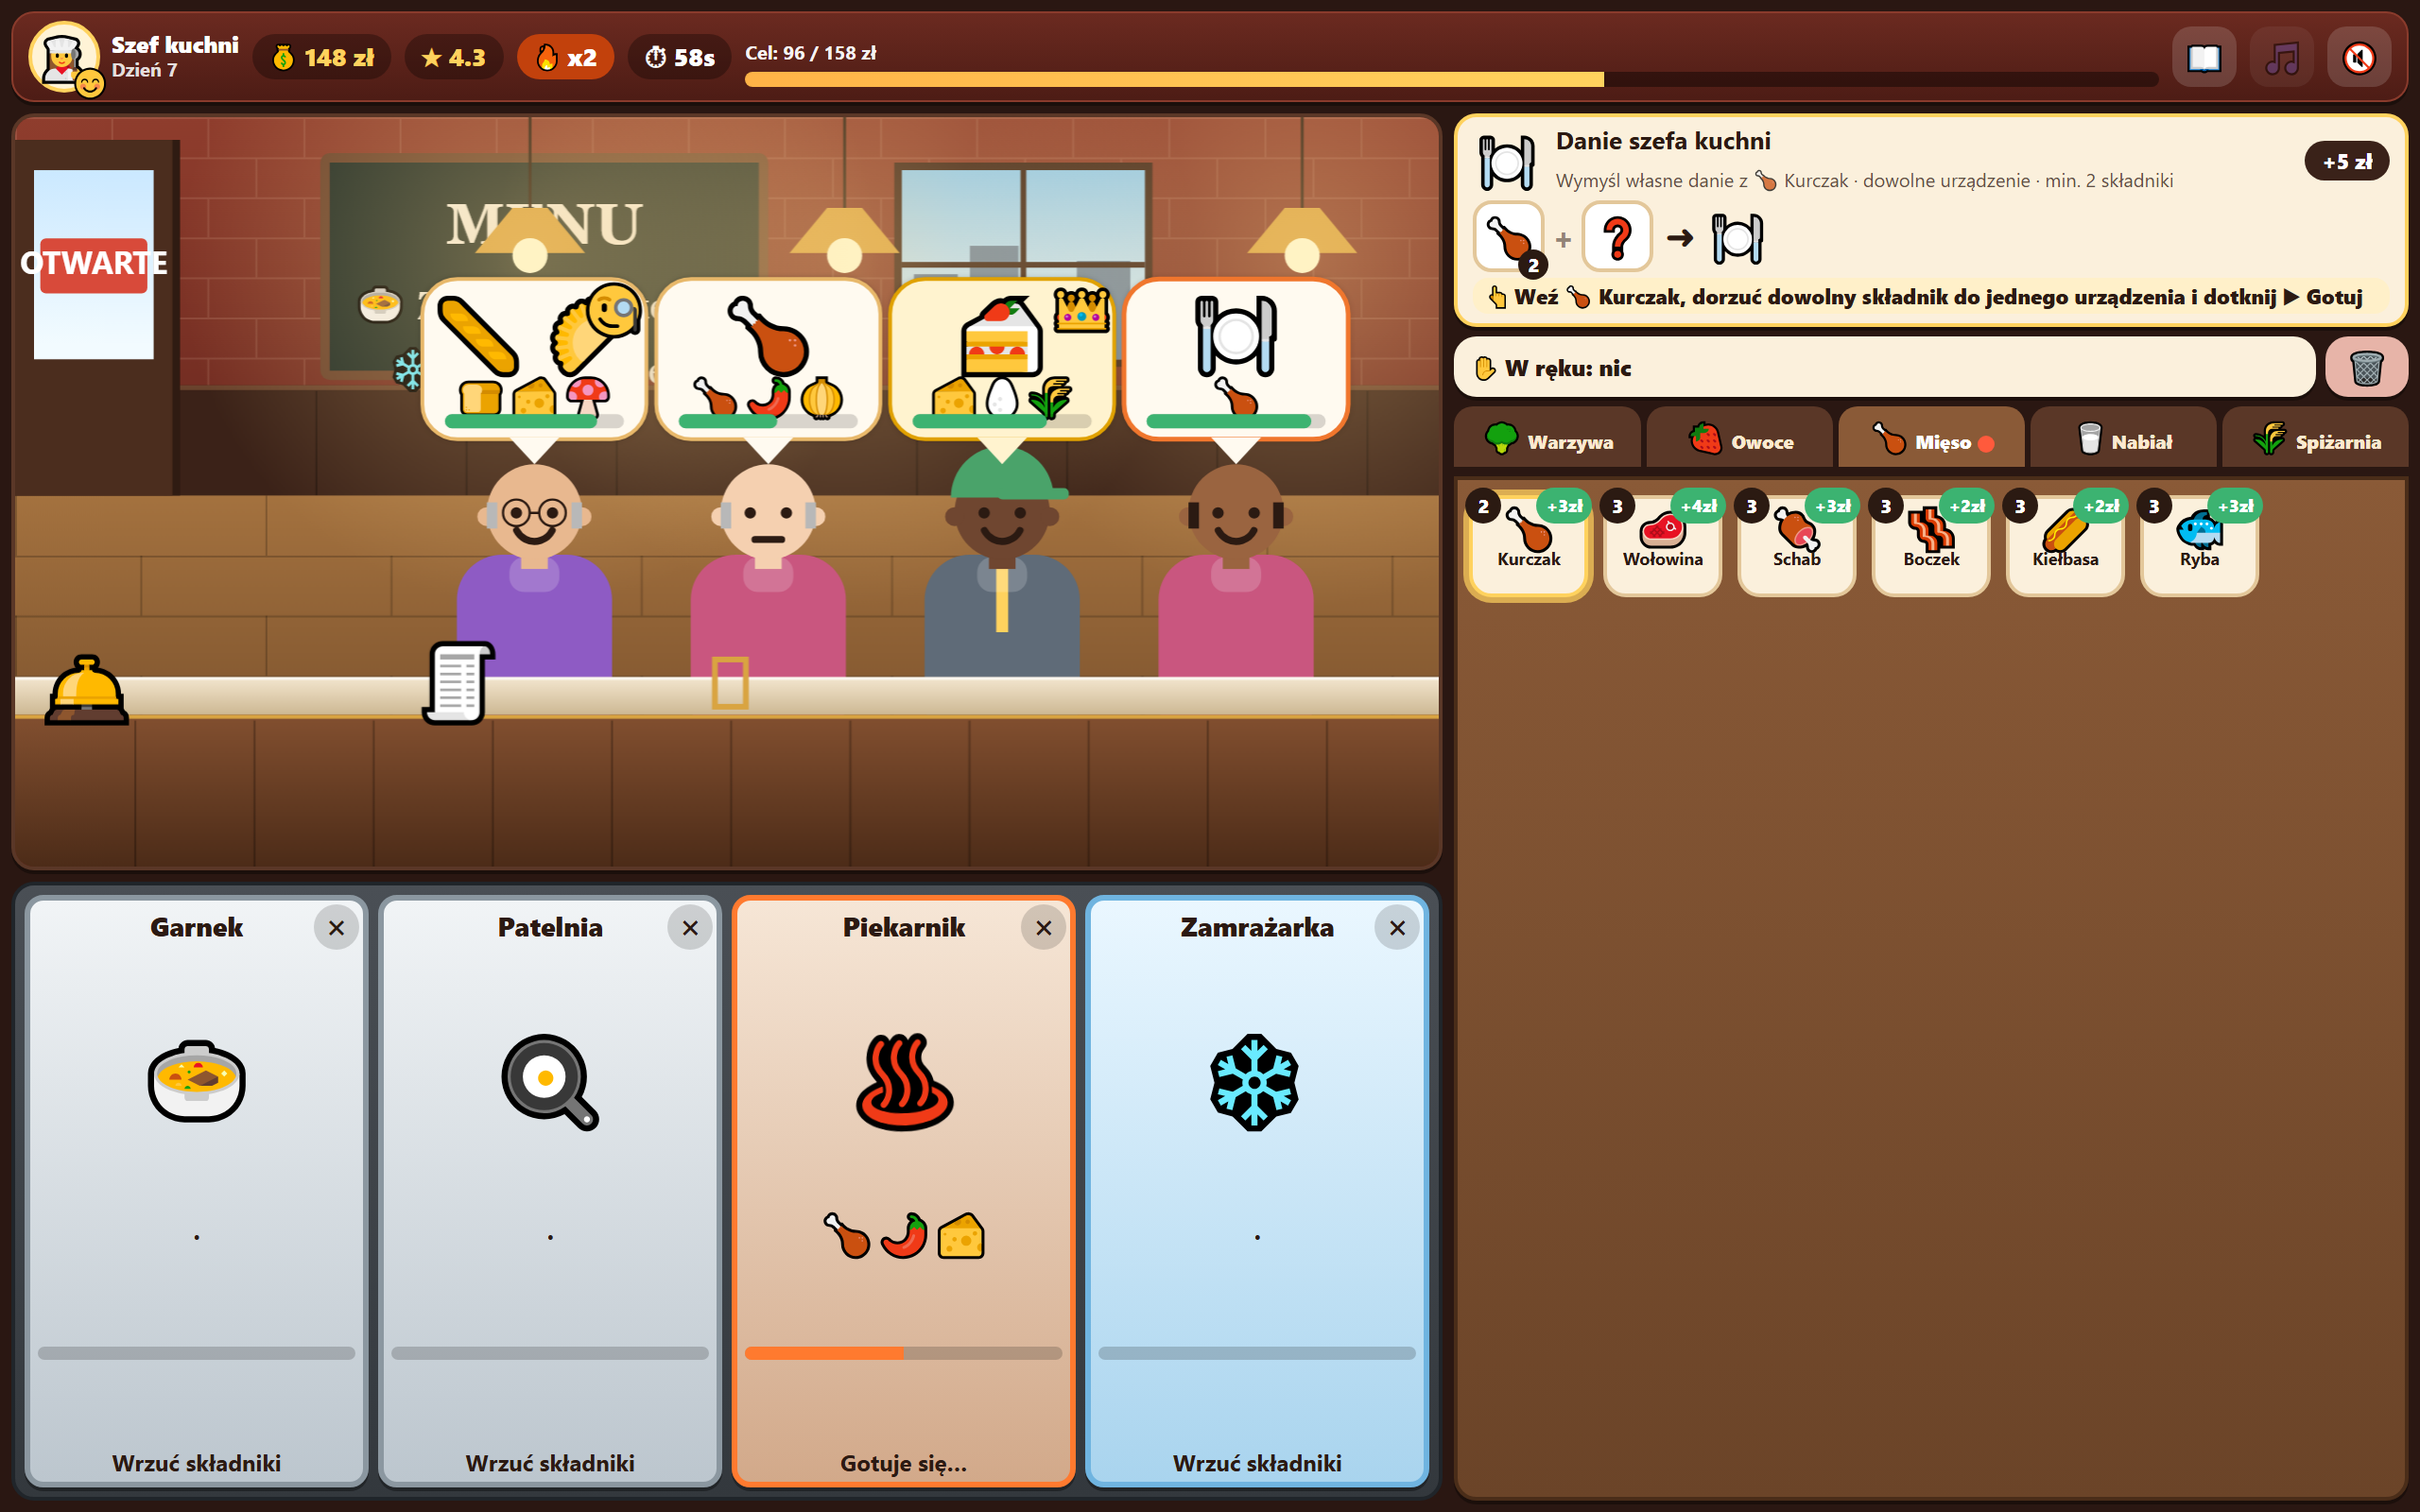 Szef kuchni
Dzień 7
148 zł
★ 4.3
x2
58s
Cel: 96 / 158 zł
OTWARTE
MENU
Danie szefa kuchni
Wymyśl własne danie z Kurczak · dowolne urządzenie · min. 2 składniki
+5 zł
2
+
Weź Kurczak, dorzuć dowolny składnik do jednego urządzenia i dotknij ▶ Gotuj
W ręku: nic
Warzywa
Owoce
Mięso
Nabiał
Spiżarnia
2 +3zł Kurczak
3 +4zł Wołowina
3 +3zł Schab
3 +2zł Boczek
3 +2zł Kiełbasa
3 +3zł Ryba
Garnek
Wrzuć składniki
Patelnia
Wrzuć składniki
Piekarnik
Gotuje się...
Zamrażarka
Wrzuć składniki